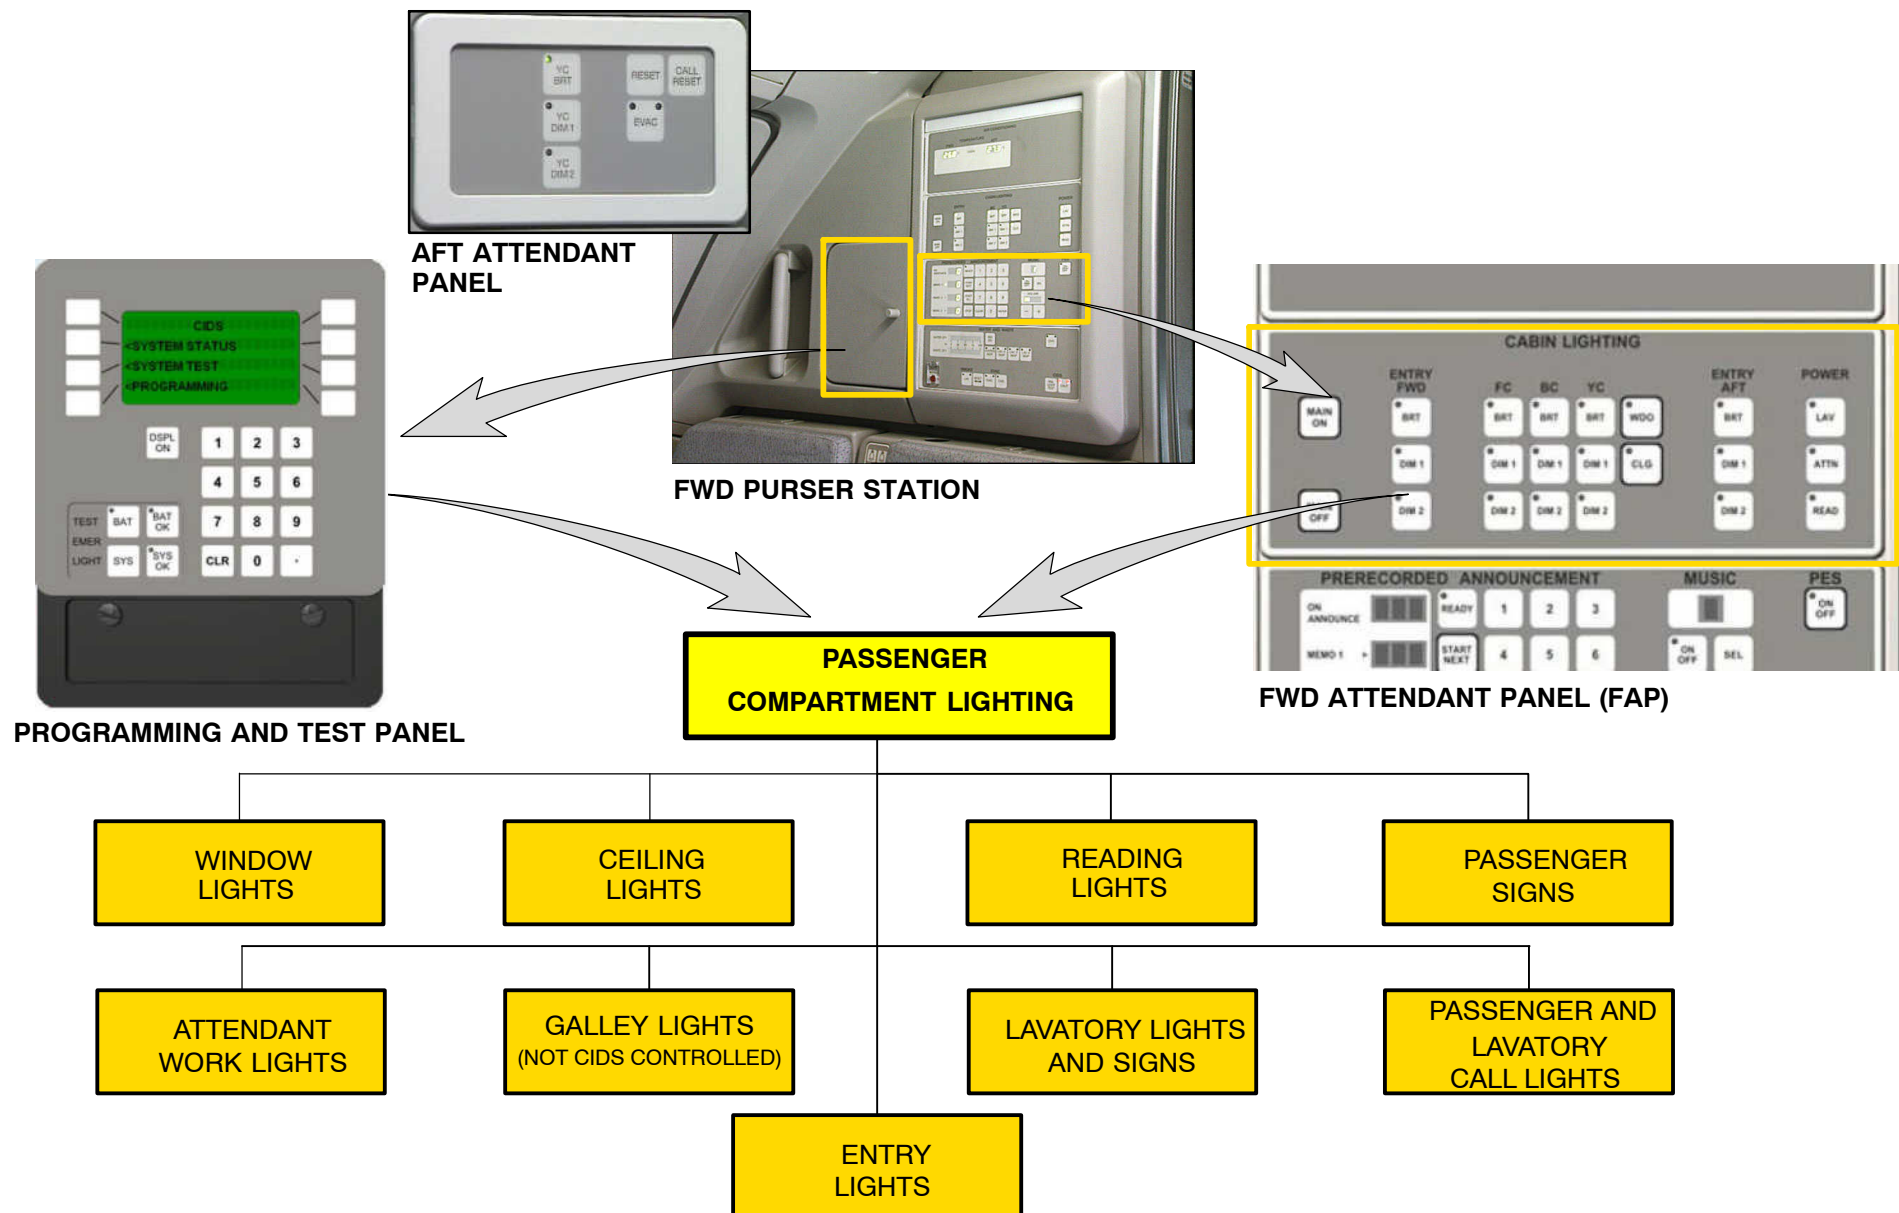 YC
BRT
RESET
CALL
RESET
YC
DIM 1
EVAC
YC
DIM 2
AFT ATTENDANT
PANEL
CIDS
<SYSTEM STATUS
<SYSTEM TEST
<PROGRAMMING
DSPL
ON
1 2 3
4 5 6
TEST
EMER
LIGHT
BAT
BAT
OK
7 8 9
SYS
SYS
OK
CLR 0 .
PROGRAMMING AND TEST PANEL
FWD PURSER STATION
CABIN LIGHTING
ENTRY
FWD
FC BC YC
ENTRY
AFT
POWER
MAIN
ON
BRT BRT BRT BRT WDO BRT LAV
DIM 1 DIM 1 DIM 1 DIM 1 CLG DIM 1 ATTN
OFF
DIM 2 DIM 2 DIM 2 DIM 2 DIM 2 READ
PRERECORDED ANNOUNCEMENT MUSIC PES
ON
ANNOUNCE
READY 1 2 3
ON
OFF
MEMO 1
START
NEXT
4 5 6
ON
OFF
SEL
FWD ATTENDANT PANEL (FAP)
PASSENGER
COMPARTMENT LIGHTING
WINDOW
LIGHTS
CEILING
LIGHTS
READING
LIGHTS
PASSENGER
SIGNS
ATTENDANT
WORK LIGHTS
GALLEY LIGHTS
(NOT CIDS CONTROLLED)
LAVATORY LIGHTS
AND SIGNS
PASSENGER AND
LAVATORY
CALL LIGHTS
ENTRY
LIGHTS